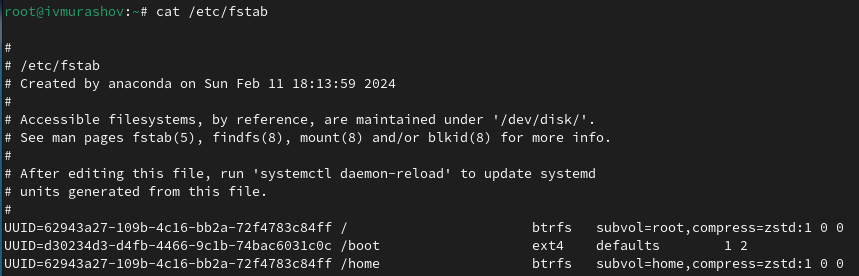 root@ivmurashov:~# cat /etc/fstab
#
# /etc/fstab
# Created by anaconda on Sun Feb 11 18:13:59 2024
#
# Accessible filesystems, by reference, are maintained under '/dev/disk/'.
# See man pages fstab(5), findfs(8), mount(8) and/or blkid(8) for more info.
#
# After editing this file, run 'systemctl daemon-reload' to update systemd
# units generated from this file.
#
UUID=62943a27-109b-4c16-bb2a-72f4783c84ff /                       btrfs   subvol=root,compress=zstd:1 0 0
UUID=d30234d3-d4fb-4466-9c1b-74bac6031c0c /boot                   ext4    defaults        1 2
UUID=62943a27-109b-4c16-bb2a-72f4783c84ff /home                   btrfs   subvol=home,compress=zstd:1 0 0